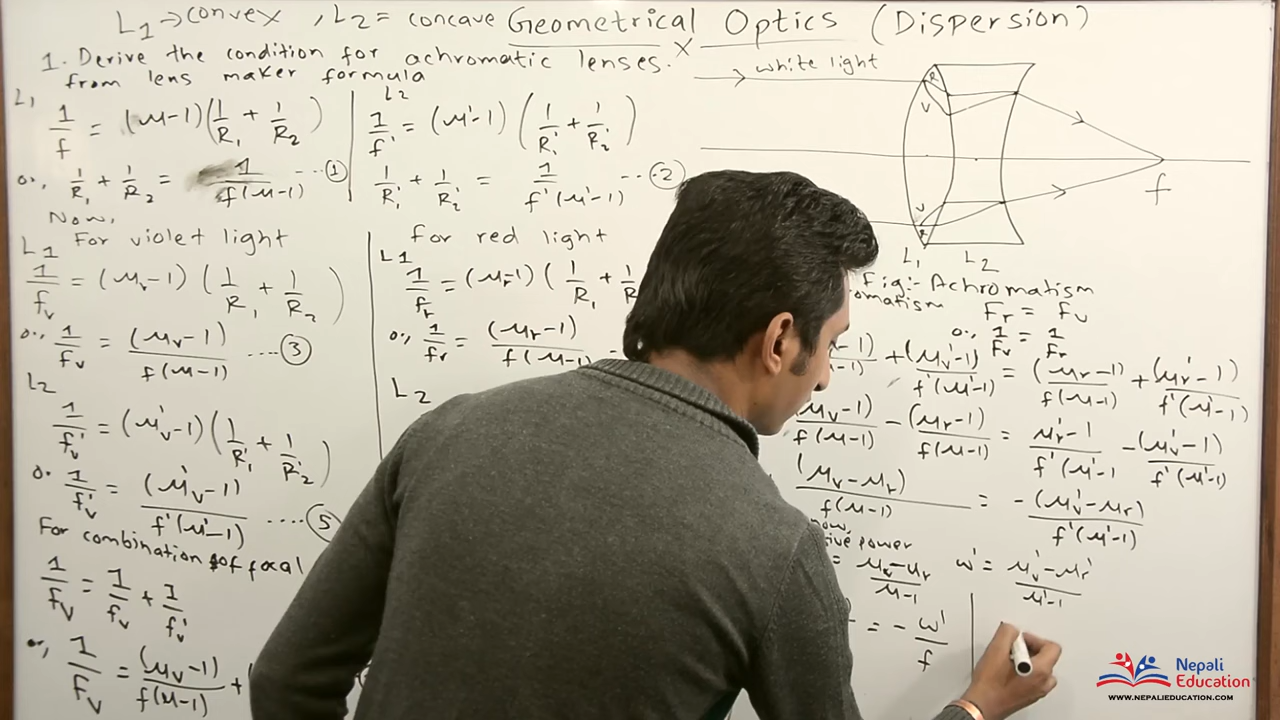 L₁→convex , L₂ = concave Geometrical Optics (Dispersion)
1. Derive the condition for achromatic lenses. ×
from lens maker formula
L₁
1/f = (μ-1)(1/R₁ + 1/R₂)
or, 1/R₁ + 1/R₂ = 1/f(μ-1) ---①
L₂
1/f' = (μ'-1) (1/R₁' + 1/R₂')
1/R₁' + 1/R₂' = 1/f'(μ'-1) ---②
Now,
L₁ For violet light
1/fᵥ = (μᵥ-1) (1/R₁ + 1/R₂)
or, 1/fᵥ = (μᵥ-1)/f(μ-1) ----③
L₂
1/fᵥ' = (μᵥ'-1)(1/R₁' + 1/R₂')
or 1/fᵥ' = (μᵥ'-1)/f'(μ'-1) ....⑤
For combination of focal
1/Fᵥ = 1/fᵥ + 1/fᵥ'
or, 1/Fᵥ = (μᵥ-1)/f(μ-1) +
for red light
L₁
1/fᵣ = (μᵣ-1) (1/R₁ + 1/R
or, 1/fᵣ = (μᵣ-1)/f(μ-1)
L₂
white light
R
V
V
R
f
L₁ L₂
Fig:- Achromatism
Fᵣ = Fᵥ
or, 1/Fᵥ = 1/Fᵣ
-1) + (μᵥ'-1)/f'(μ'-1) = (μᵣ-1)/f(μ-1) + (μᵣ'-1)/f'(μ'-1)
(μᵥ-1)/f(μ-1) - (μᵣ-1)/f(μ-1) = μᵣ'-1/f'(μ'-1 - (μᵥ'-1)/f'(μ'-1)
(μᵥ-μᵣ)/f(μ-1) = -(μᵥ'-μᵣ)/f'(μ'-1)
now,
power
= μᵥ-μᵣ/μ-1 ω' = μᵥ'-μᵣ'/μ'-1
= - ω'/f
Nepali
Education
WWW.NEPALIEDUCATION.COM